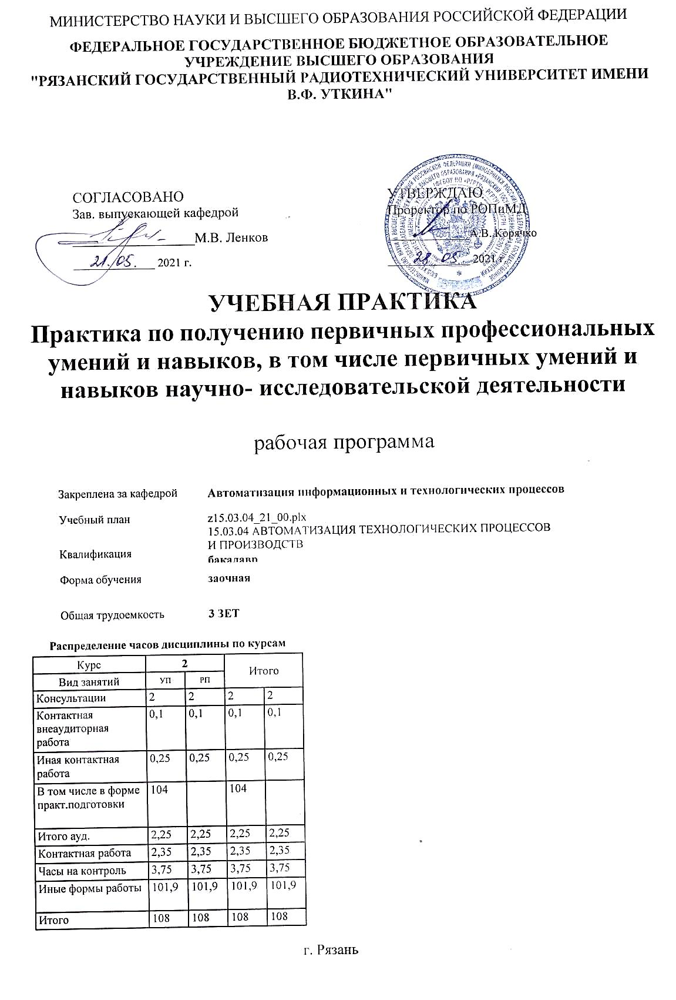 МИНИСТЕРСТВО НАУКИ И ВЫСШЕГО ОБРАЗОВАНИЯ РОССИЙСКОЙ ФЕДЕРАЦИИ
ФЕДЕРАЛЬНОЕ ГОСУДАРСТВЕННОЕ БЮДЖЕТНОЕ ОБРАЗОВАТЕЛЬНОЕ
УЧРЕЖДЕНИЕ ВЫСШЕГО ОБРАЗОВАНИЯ
"РЯЗАНСКИЙ ГОСУДАРСТВЕННЫЙ РАДИОТЕХНИЧЕСКИЙ УНИВЕРСИТЕТ ИМЕНИ
В.Ф. УТКИНА"
СОГЛАСОВАНО
Зав. выпускающей кафедрой
М.В. Ленков
21.05. 2021 г.
УТВЕРЖДАЮ
Проректор по РОПиМД
А.В. Корячко
28 05. 2021 г.
УЧЕБНАЯ ПРАКТИКА
Практика по получению первичных профессиональных
умений и навыков, в том числе первичных умений и
навыков научно- исследовательской деятельности
рабочая программа
Закреплена за кафедрой Автоматизация информационных и технологических процессов
Учебный план z15.03.04_21_00.plx
15.03.04 АВТОМАТИЗАЦИЯ ТЕХНОЛОГИЧЕСКИХ ПРОЦЕССОВ
И ПРОИЗВОДСТВ
Квалификация бакалавр
Форма обучения заочная
Общая трудоемкость 3 ЗЕТ
Распределение часов дисциплины по курсам
Курс 2 Итого
Вид занятий УП РП
Консультации 2 2 2 2
Контактная 0,1 0,1 0,1 0,1
внеаудиторная
работа
Иная контактная 0,25 0,25 0,25 0,25
работа
В том числе в форме 104 104
практ.подготовки
Итого ауд. 2,25 2,25 2,25 2,25
Контактная работа 2,35 2,35 2,35 2,35
Часы на контроль 3,75 3,75 3,75 3,75
Иные формы работы 101,9 101,9 101,9 101,9
Итого 108 108 108 108
г. Рязань